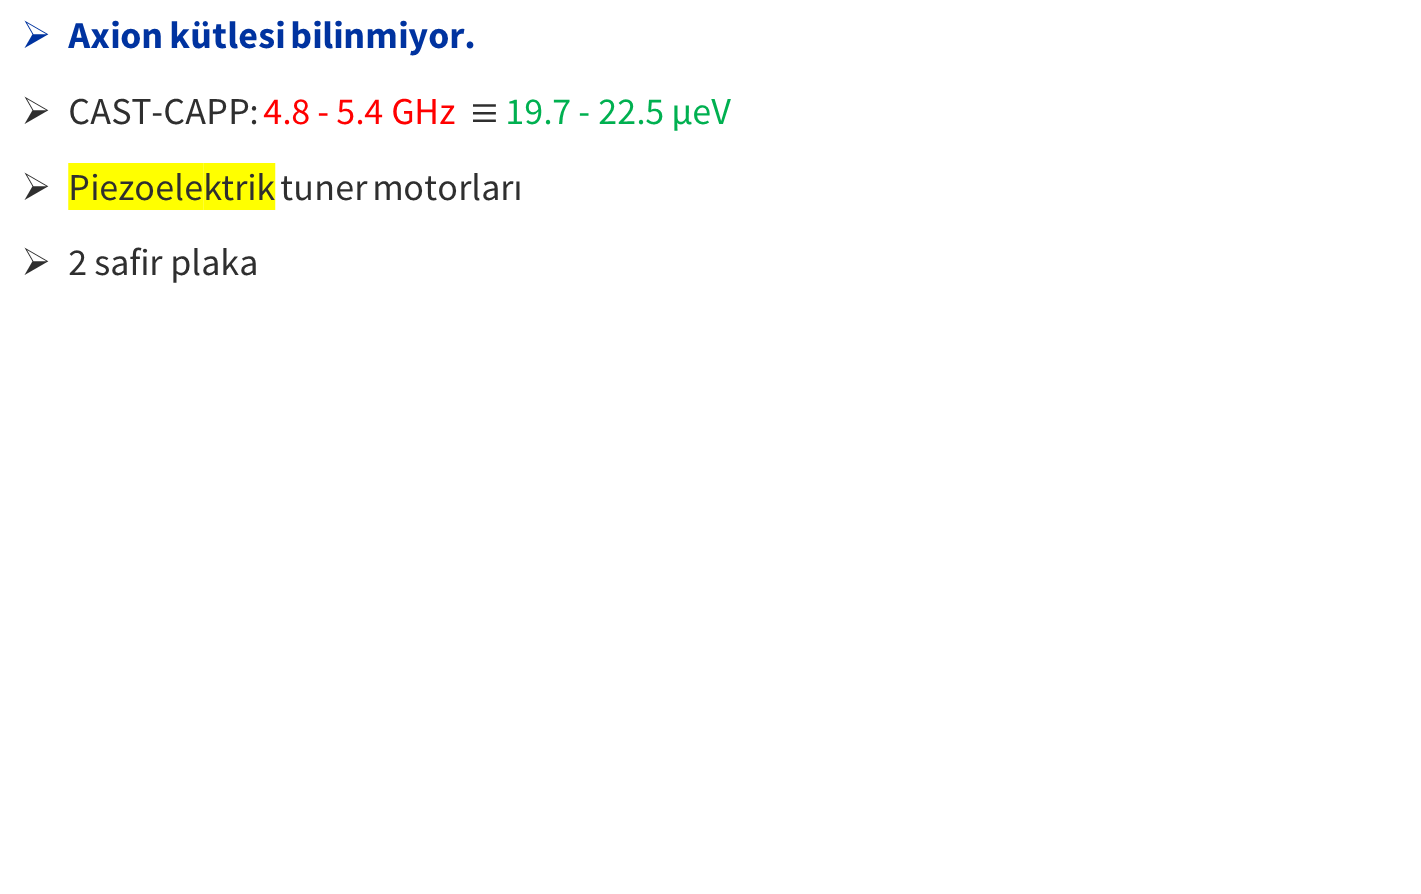 ➢ Axion kütlesi bilinmiyor.
➢ CAST-CAPP: 4.8 - 5.4 GHz ≡ 19.7 - 22.5 μeV
➢ Piezoelektrik tuner motorları
➢ 2 safir plaka